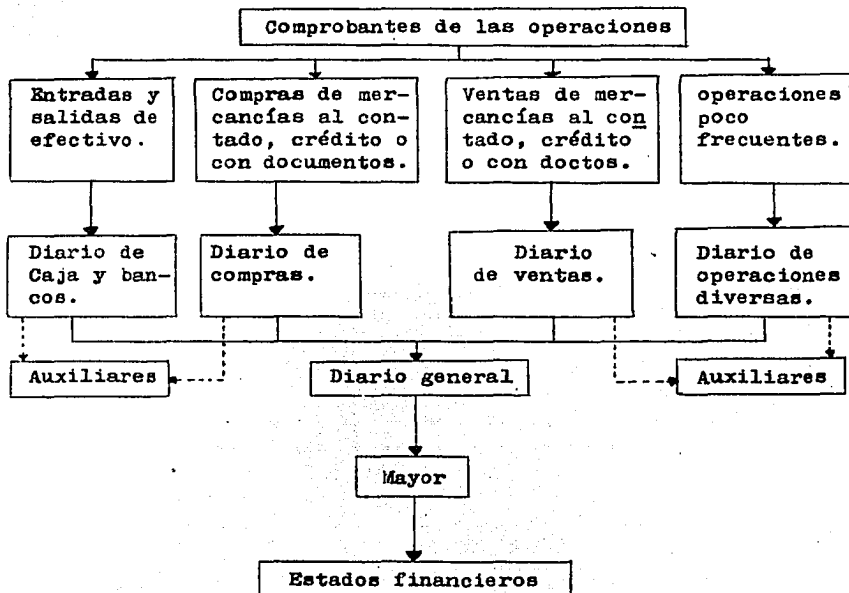 Comprobantes de las operaciones
Entradas y
salidas de
efectivo.
Compras de mer-
cancías al con-
tado, crédito o
con documentos.
Ventas de mer-
cancías al con
tado, crédito
o con doctos.
operaciones
poco
frecuentes.
Diario de
Caja y ban-
cos.
Diario de
compras.
Diario
de ventas.
Diario de
operaciones
diversas.
Auxiliares
Diario general
Auxiliares
Mayor
Estados financieros